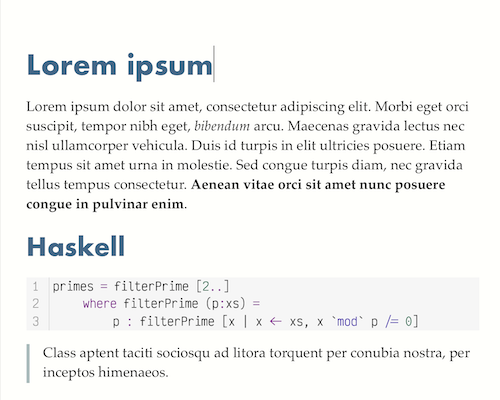 Lorem ipsum
Lorem ipsum dolor sit amet, consectetur adipiscing elit. Morbi eget orci
suscipit, tempor nibh eget, bibendum arcu. Maecenas gravida lectus nec
nisl ullamcorper vehicula. Duis id turpis in elit ultricies posuere. Etiam
tempus sit amet urna in molestie. Sed congue turpis diam, nec gravida
tellus tempus consectetur. Aenean vitae orci sit amet nunc posuere
congue in pulvinar enim.
Haskell
1 primes = filterPrime [2..]
2     where filterPrime (p:xs) =
3         p : filterPrime [x | x ← xs, x `mod` p /= 0]
Class aptent taciti sociosqu ad litora torquent per conubia nostra, per
inceptos himenaeos.